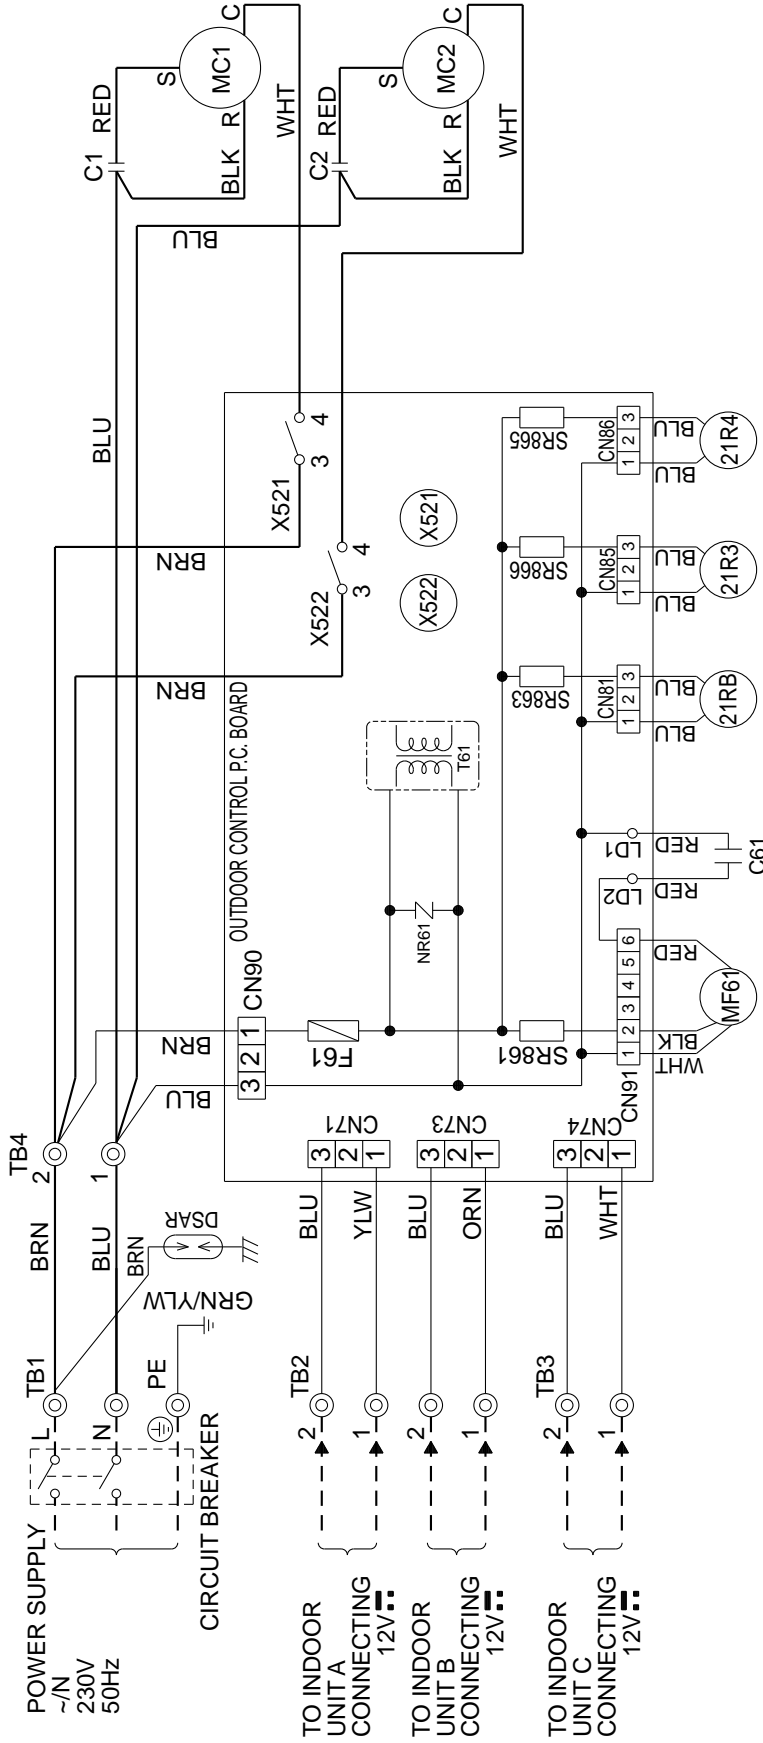 POWER SUPPLY
~/N
230V
50Hz
CIRCUIT BREAKER
L
N
TB1
PE
GRN/YLW
BRN
DSAR
BRN
BLU
TB4
2
1
BRN
BLU
BLU
BRN
BRN
BLU
C1
RED
S
MC1
C
R
BLK
WHT
C2
RED
S
MC2
C
R
BLK
WHT
OUTDOOR CONTROL P.C. BOARD
CN90
3 2 1
F61
NR61
T61
X521
3
4
X522
3
4
X522
X521
SR861
SR863
SR866
SR865
CN91
1 2 3 4 5 6
WHT
BLK
RED
MF61
LD2
LD1
RED
RED
C61
CN81
1 2 3
BLU
BLU
21RB
CN85
1 2 3
BLU
BLU
21R3
CN86
1 2 3
BLU
BLU
21R4
TO INDOOR
UNIT A
CONNECTING
12V
TB2
2
1
BLU
YLW
CN71
3 2 1
TO INDOOR
UNIT B
CONNECTING
12V
2
1
BLU
ORN
CN73
3 2 1
TO INDOOR
UNIT C
CONNECTING
12V
TB3
2
1
BLU
WHT
CN74
3 2 1